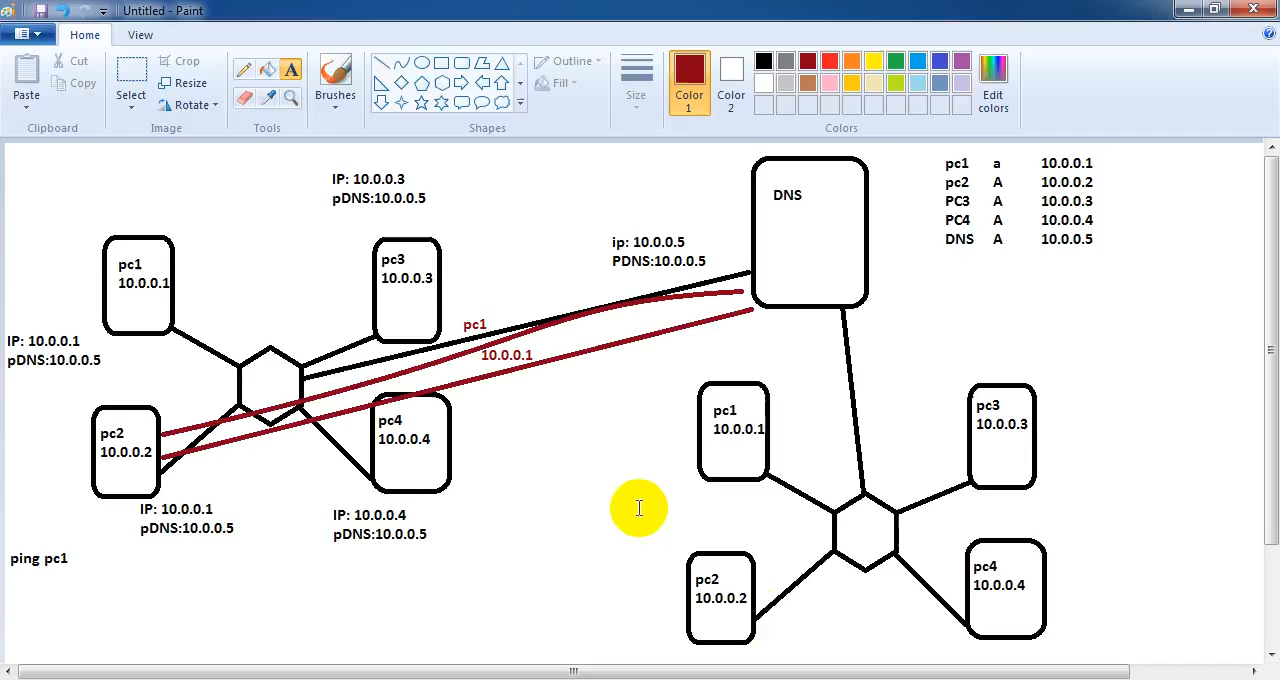 Untitled - Paint
Home
View
Paste
Cut
Copy
Clipboard
Select
Crop
Resize
Rotate
Image
A
Tools
Brushes
Outline
Fill
Shapes
Size
Color
1
Color
2
Edit
colors
Colors
IP: 10.0.0.3
pDNS:10.0.0.5
DNS
pc1 a 10.0.0.1
pc2 A 10.0.0.2
PC3 A 10.0.0.3
PC4 A 10.0.0.4
DNS A 10.0.0.5
pc1
10.0.0.1
pc3
10.0.0.3
ip: 10.0.0.5
PDNS:10.0.0.5
pc1
10.0.0.1
IP: 10.0.0.1
pDNS:10.0.0.5
pc2
10.0.0.2
pc4
10.0.0.4
IP: 10.0.0.1
pDNS:10.0.0.5
IP: 10.0.0.4
pDNS:10.0.0.5
ping pc1
pc1
10.0.0.1
pc3
10.0.0.3
pc2
10.0.0.2
pc4
10.0.0.4